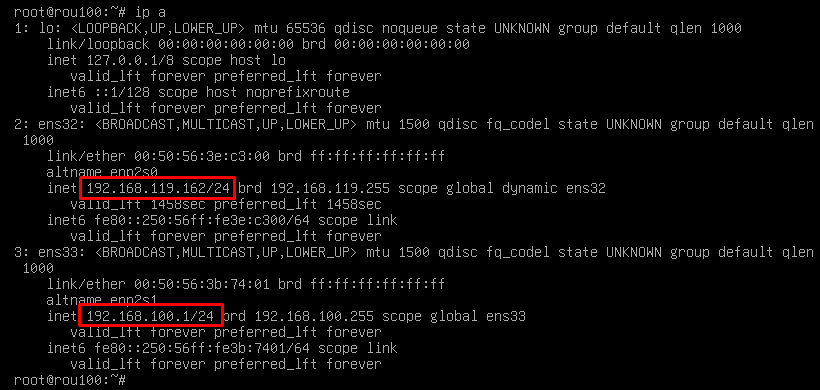 root@rou100:~# ip a
1: lo: <LOOPBACK,UP,LOWER_UP> mtu 65536 qdisc noqueue state UNKNOWN group default qlen 1000
link/loopback 00:00:00:00:00:00 brd 00:00:00:00:00:00
inet 127.0.0.1/8 scope host lo
valid_lft forever preferred_lft forever
inet6 ::1/128 scope host noprefixroute
valid_lft forever preferred_lft forever
2: ens32: <BROADCAST,MULTICAST,UP,LOWER_UP> mtu 1500 qdisc fq_codel state UNKNOWN group default qlen
1000
link/ether 00:50:56:3e:c3:00 brd ff:ff:ff:ff:ff:ff
altname enp2s0
inet 192.168.119.162/24 brd 192.168.119.255 scope global dynamic ens32
valid_lft 1458sec preferred_lft 1458sec
inet6 fe80::250:56ff:fe3e:c300/64 scope link
valid_lft forever preferred_lft forever
3: ens33: <BROADCAST,MULTICAST,UP,LOWER_UP> mtu 1500 qdisc fq_codel state UNKNOWN group default qlen
1000
link/ether 00:50:56:3b:74:01 brd ff:ff:ff:ff:ff:ff
altname enp2s1
inet 192.168.100.1/24 brd 192.168.100.255 scope global ens33
valid_lft forever preferred_lft forever
inet6 fe80::250:56ff:fe3b:7401/64 scope link
valid_lft forever preferred_lft forever
root@rou100:~#